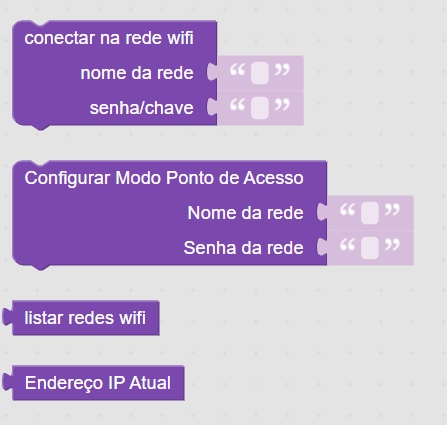 conectar na rede wifi
nome da rede “ ”
senha/chave “ ”
Configurar Modo Ponto de Acesso
Nome da rede “ ”
Senha da rede “ ”
listar redes wifi
Endereço IP Atual